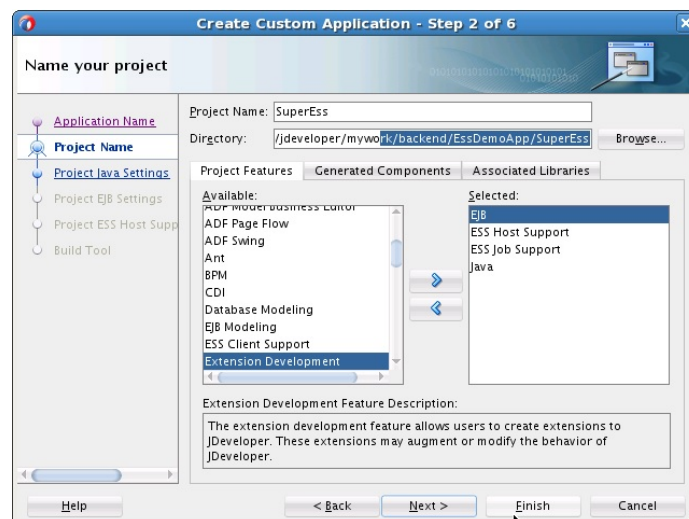 Create Custom Application - Step 2 of 6
Name your project
Application Name
Project Name
Project Java Settings
Project EJB Settings
Project ESS Host Supp
Build Tool
Project Name: SuperEss
Directory: /jdeveloper/mywork/backend/EssDemoApp/SuperEss Browse...
Project Features Generated Components Associated Libraries
Available:
ADF Model Business Editor
ADF Page Flow
ADF Swing
Ant
BPM
CDI
Database Modeling
EJB Modeling
ESS Client Support
Extension Development
Selected:
EJB
ESS Host Support
ESS Job Support
Java
Extension Development Feature Description:
The extension development feature allows users to create extensions to
JDeveloper. These extensions may augment or modify the behavior of
JDeveloper.
Help < Back Next > Finish Cancel